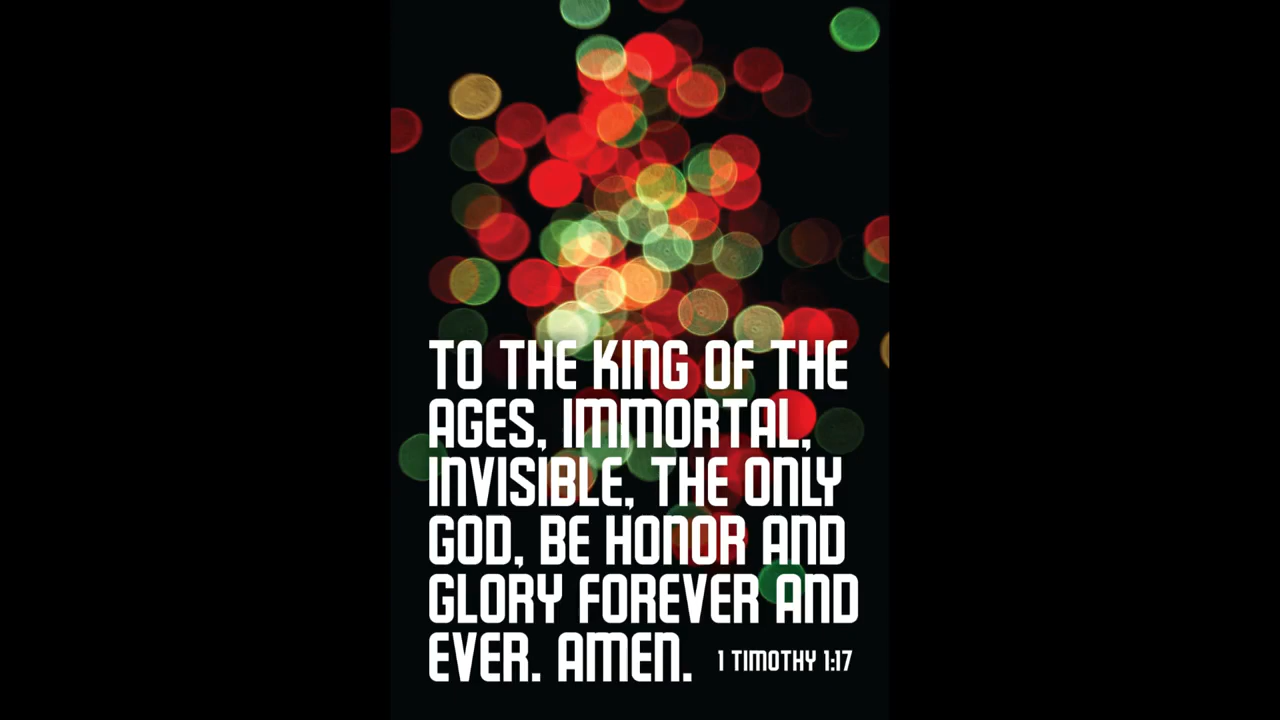 TO THE KING OF THE
AGES, IMMORTAL,
INVISIBLE, THE ONLY
GOD, BE HONOR AND
GLORY FOREVER AND
EVER. AMEN. 1 TIMOTHY 1:17